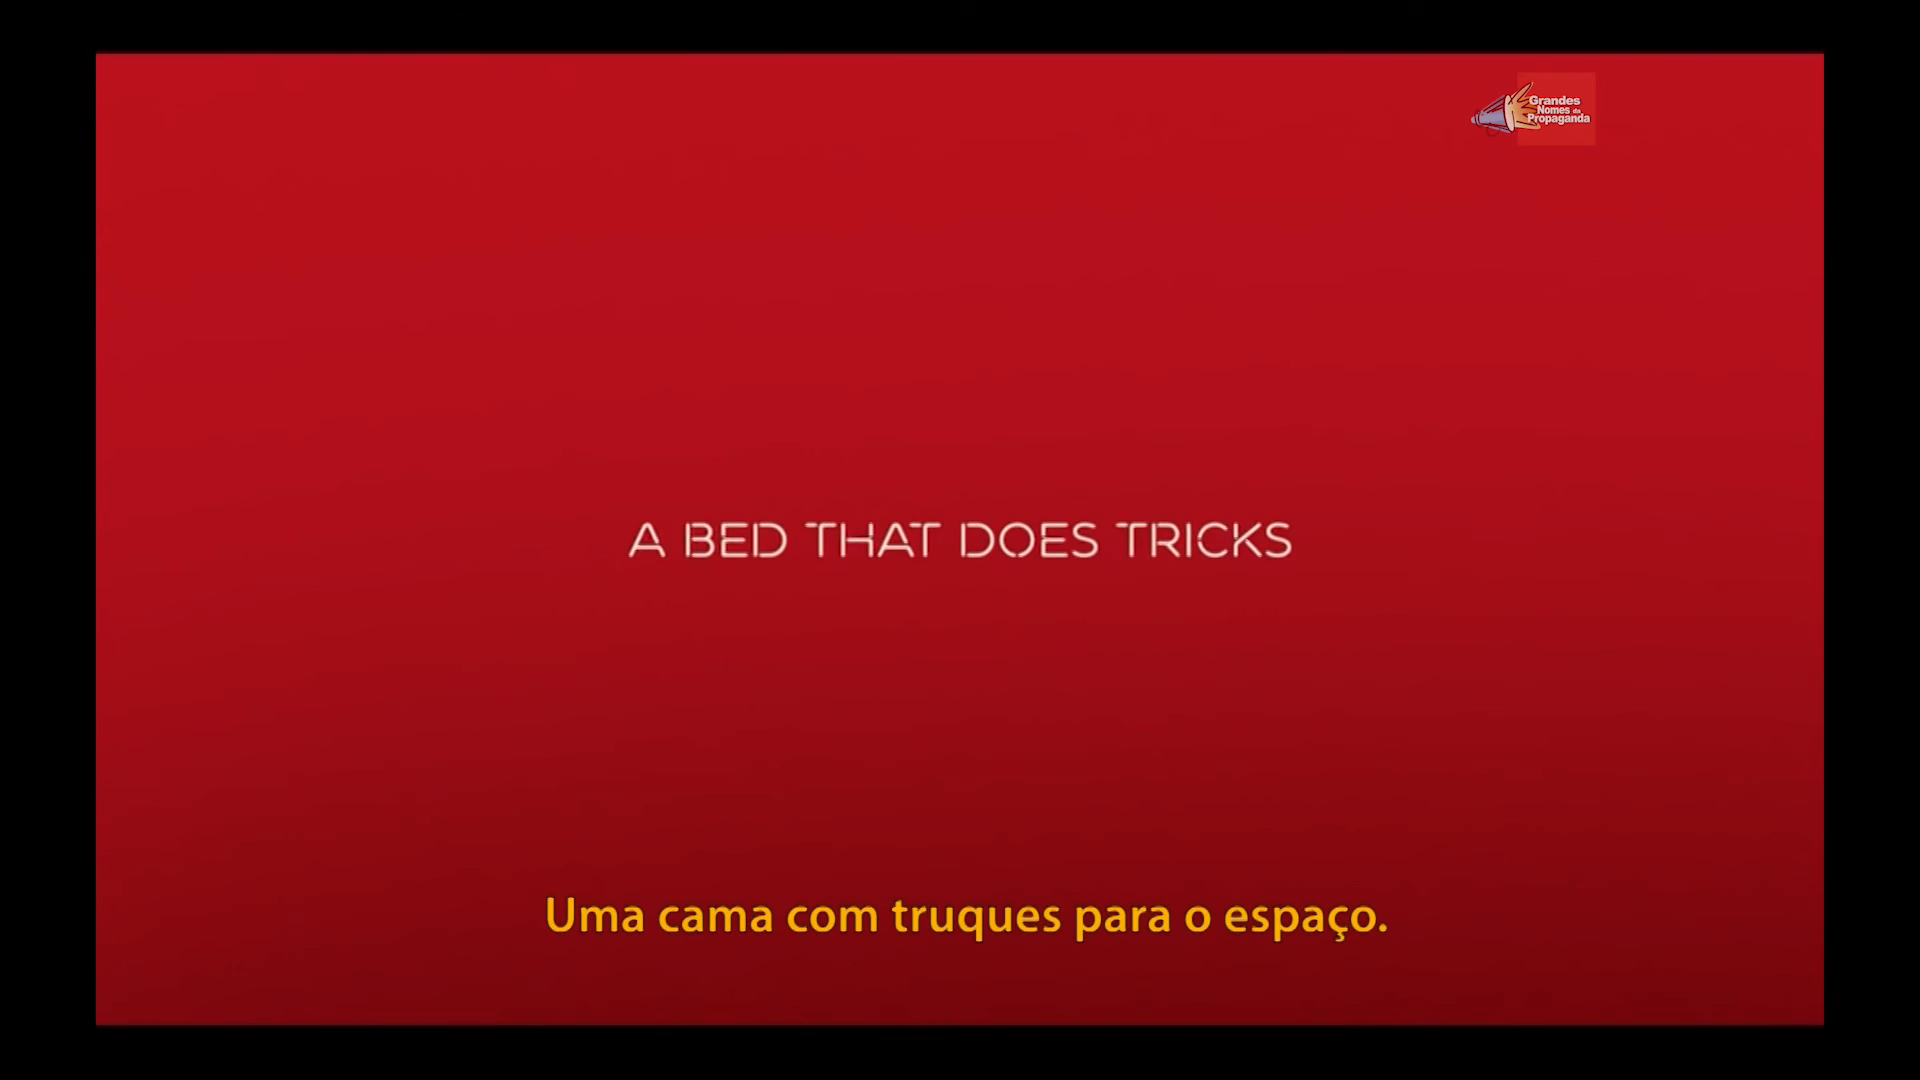 Grandes
Nomes da
Propaganda
A BED THAT DOES TRICKS
Uma cama com truques para o espaço.